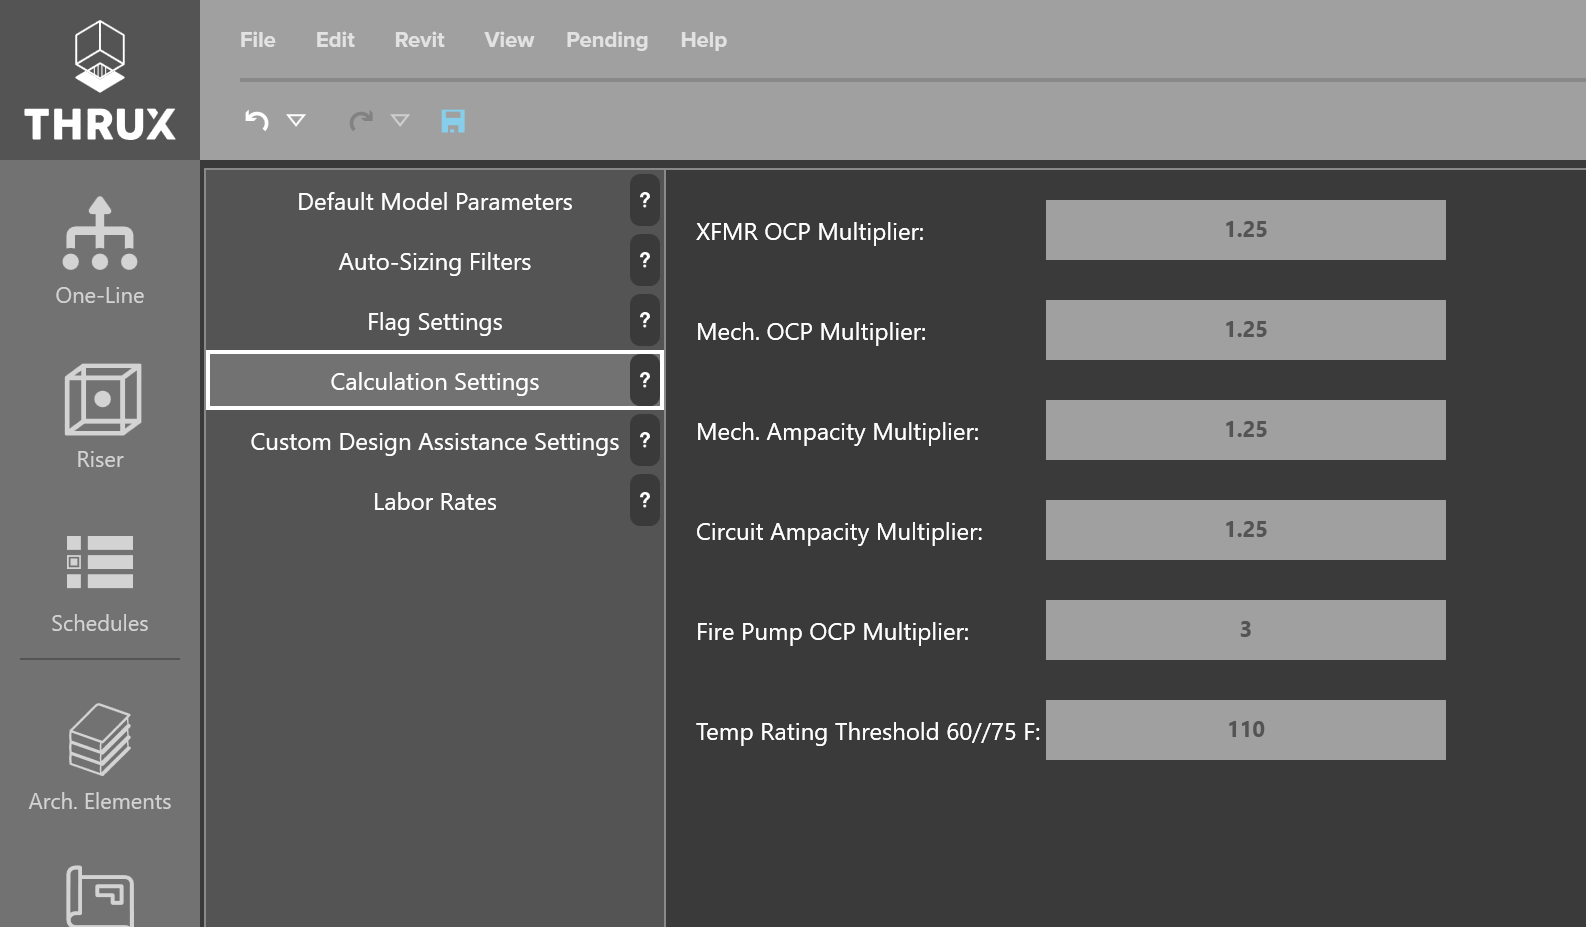 THRUX
File Edit Revit View Pending Help
One-Line
Riser
Schedules
Arch. Elements
Default Model Parameters ?
Auto-Sizing Filters ?
Flag Settings ?
Calculation Settings ?
Custom Design Assistance Settings ?
Labor Rates ?
XFMR OCP Multiplier: 1.25
Mech. OCP Multiplier: 1.25
Mech. Ampacity Multiplier: 1.25
Circuit Ampacity Multiplier: 1.25
Fire Pump OCP Multiplier: 3
Temp Rating Threshold 60//75 F: 110